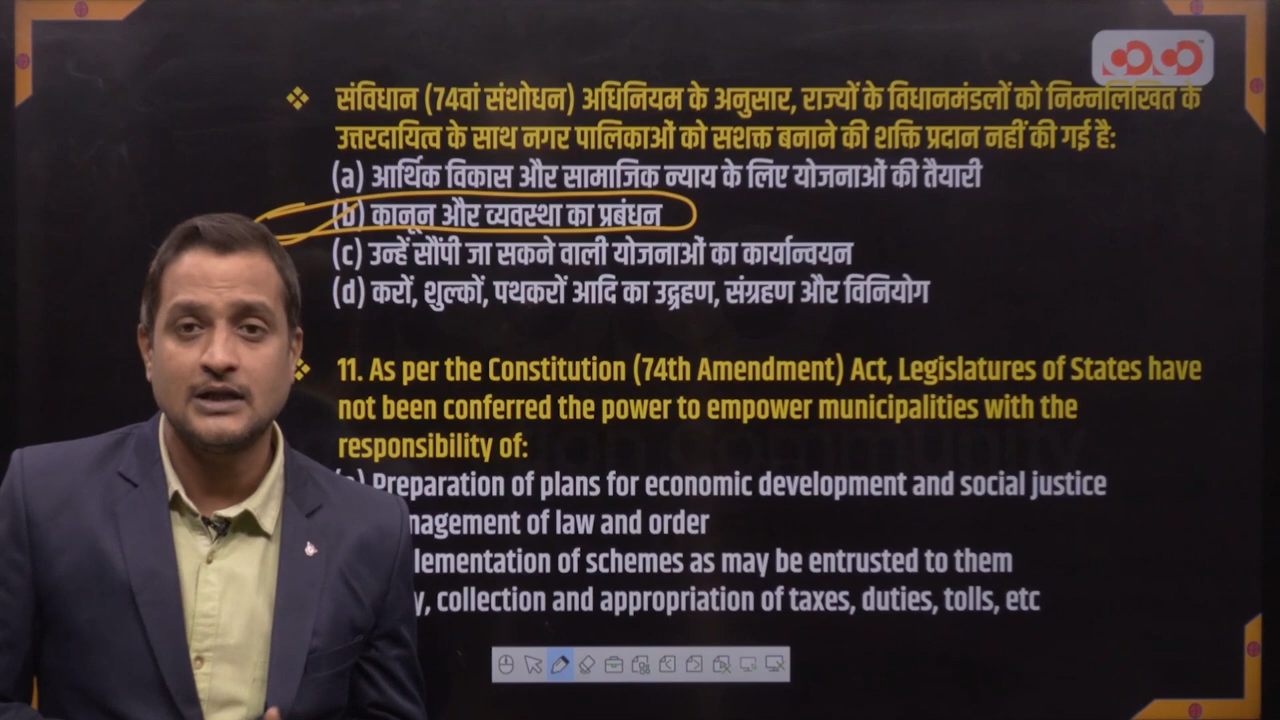 ❖ संविधान (74वां संशोधन) अधिनियम के अनुसार, राज्यों के विधानमंडलों को निम्नलिखित के
उत्तरदायित्व के साथ नगर पालिकाओं को सशक्त बनाने की शक्ति प्रदान नहीं की गई है:
(a) आर्थिक विकास और सामाजिक न्याय के लिए योजनाओं की तैयारी
(b) कानून और व्यवस्था का प्रबंधन
(c) उन्हें सौंपी जा सकने वाली योजनाओं का कार्यान्वयन
(d) करों, शुल्कों, पथकरों आदि का उद्ग्रहण, संग्रहण और विनियोग
❖ 11. As per the Constitution (74th Amendment) Act, Legislatures of States have
not been conferred the power to empower municipalities with the
responsibility of:
Preparation of plans for economic development and social justice
nagement of law and order
lementation of schemes as may be entrusted to them
y, collection and appropriation of taxes, duties, tolls, etc